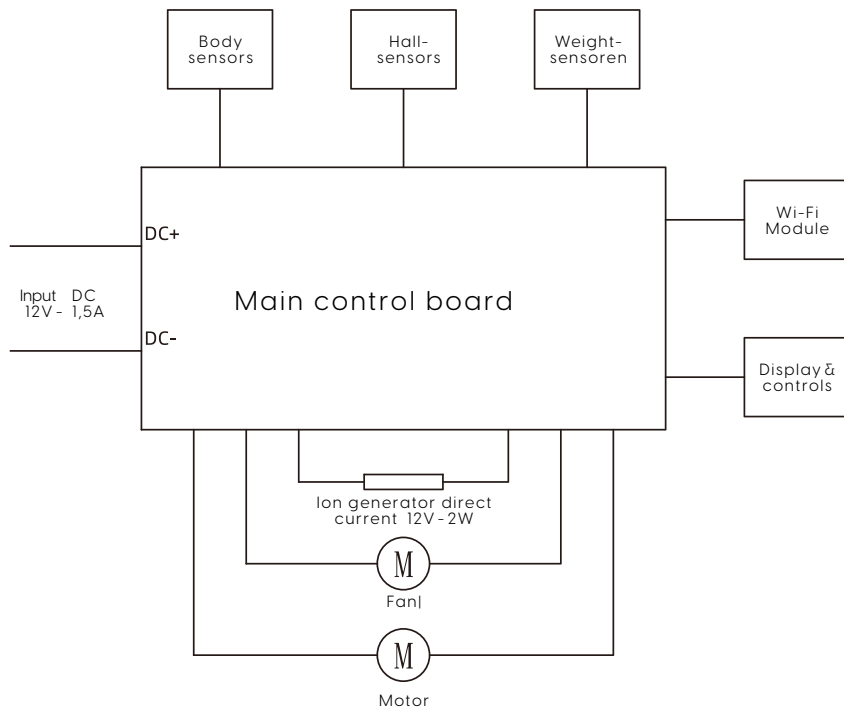 Body
sensors
Hall-
sensors
Weight-
sensoren
Wi-Fi
Module
DC+
Input DC
12V - 1,5A
Main control board
DC-
Display &
controls
Ion generator direct
current 12V - 2W
M
Fan|
M
Motor